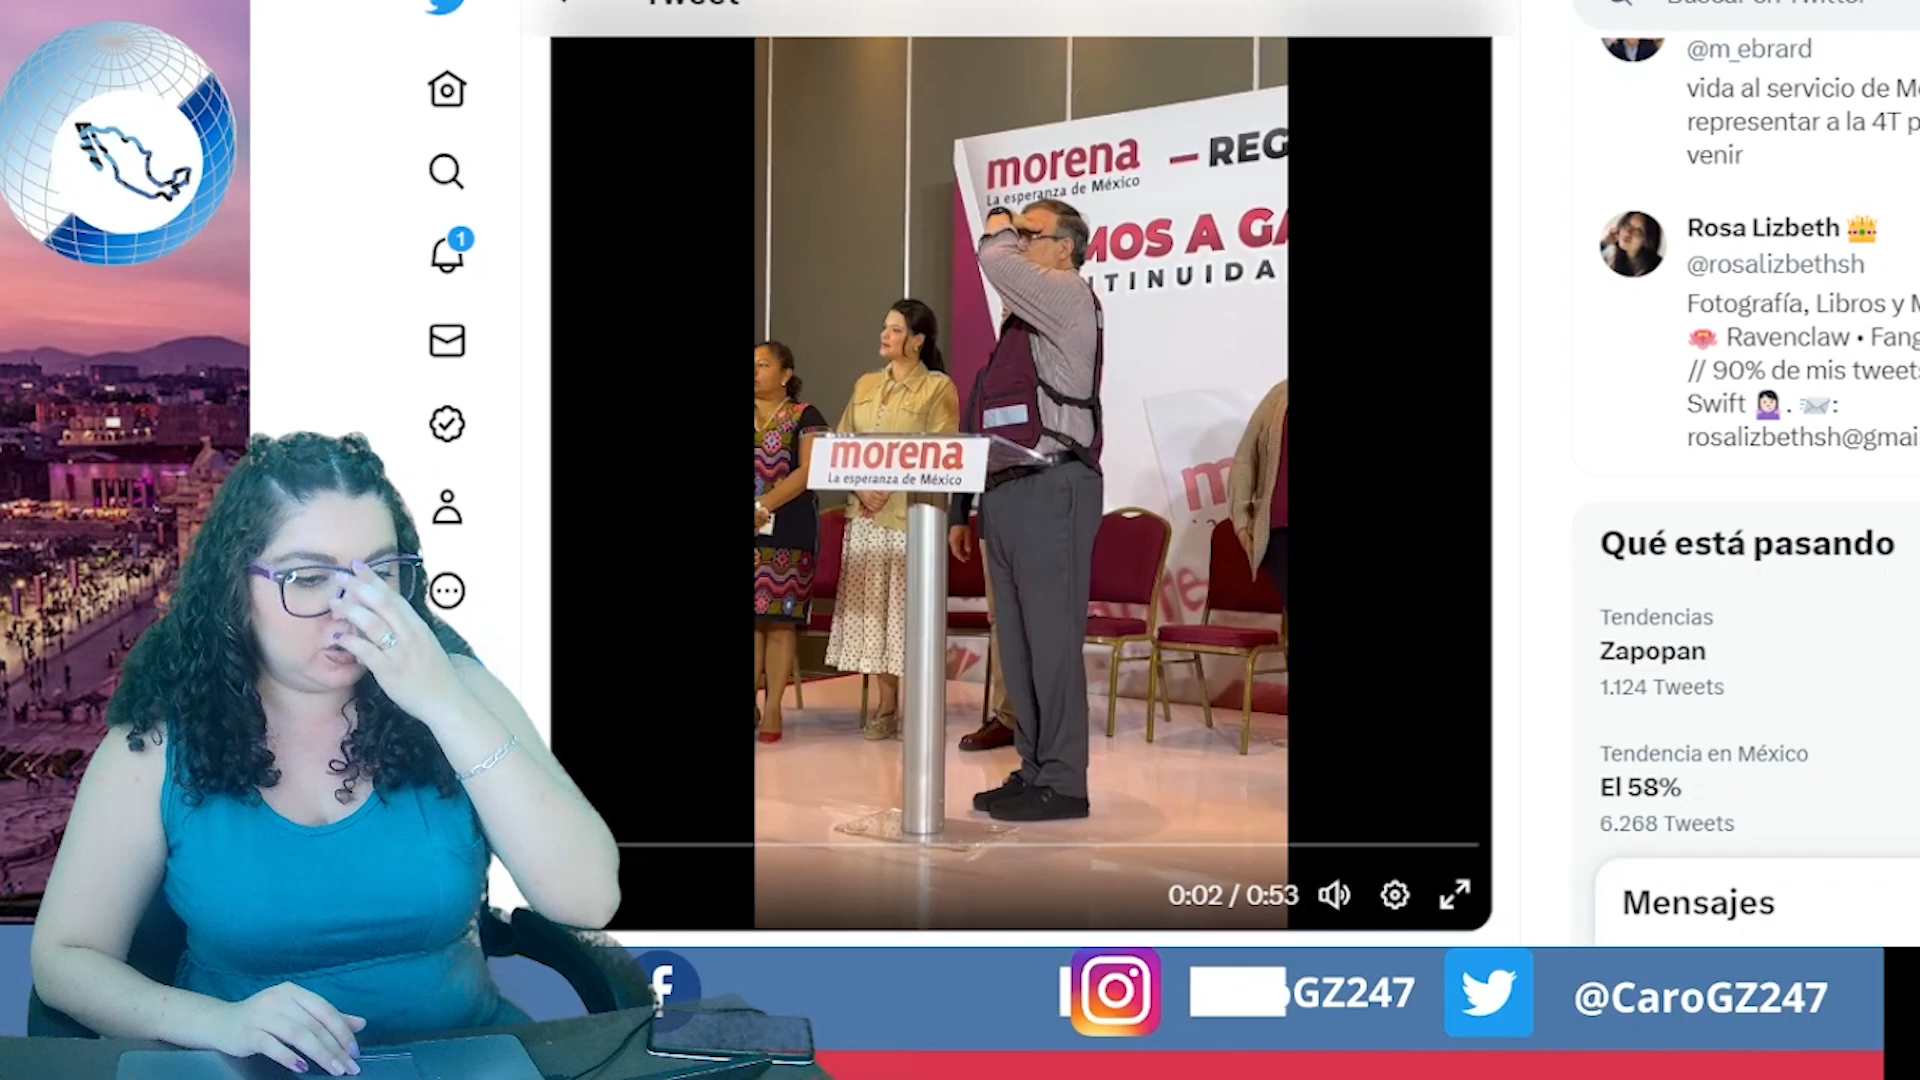 Tweet
morena
La esperanza de México
— REG
MOS A GA
NTINUIDA
morena
La esperanza de México
0:02 / 0:53
1
@m_ebrard
vida al servicio de M
representar a la 4T p
venir
Rosa Lizbeth 👑
@rosalizbethsh
Fotografía, Libros y M
🪷 Ravenclaw • Fang
// 90% de mis tweets
Swift 💁🏻‍♀️. 📨:
rosalizbethsh@gmai
Qué está pasando
Tendencias
Zapopan
1.124 Tweets
Tendencia en México
El 58%
6.268 Tweets
Mensajes
GZ247
@CaroGZ247